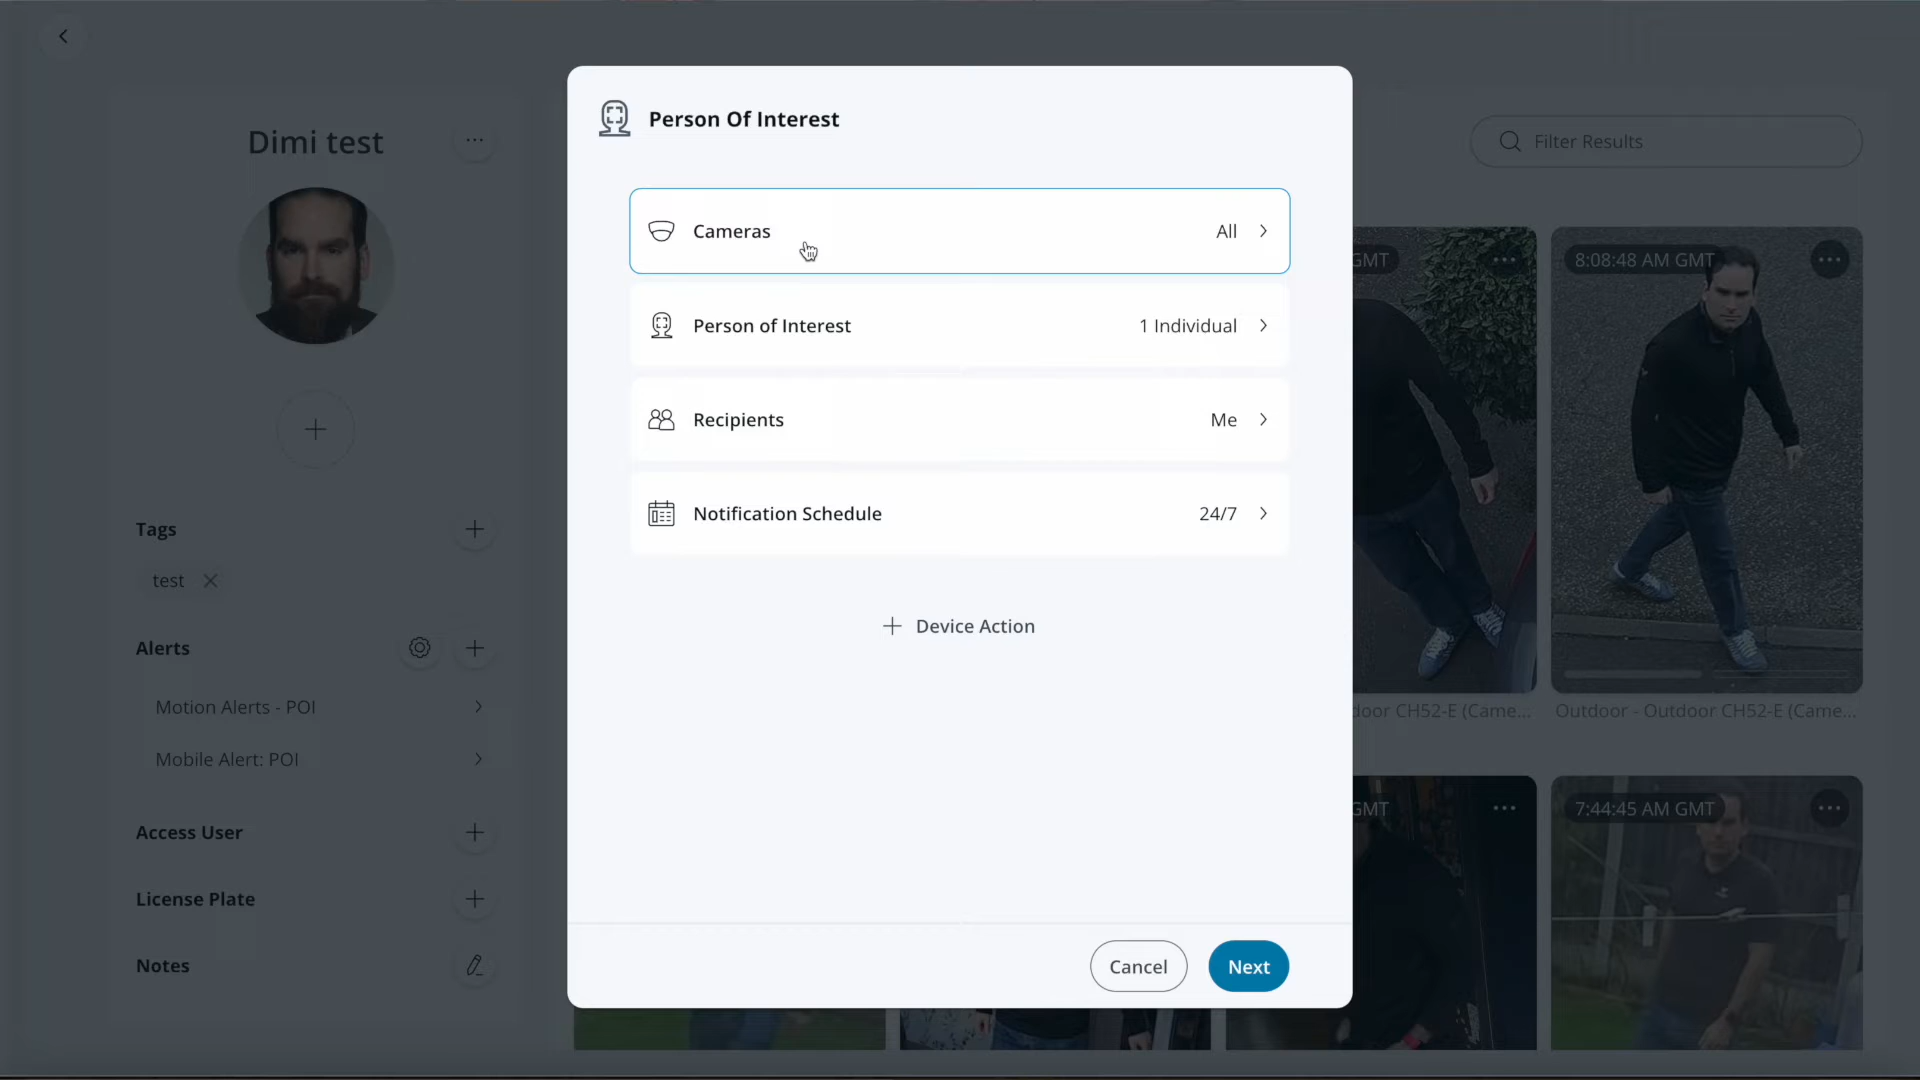 Dimi test
Tags
test
Alerts
Motion Alerts - POI
Mobile Alert: POI
Access User
License Plate
Notes
Person Of Interest
Cameras All
Person of Interest 1 Individual
Recipients Me
Notification Schedule 24/7
Device Action
Cancel
Next
Filter Results
GMT
8:08:48 AM GMT
door CH52-E (Came...
Outdoor - Outdoor CH52-E (Came...
GMT
7:44:45 AM GMT